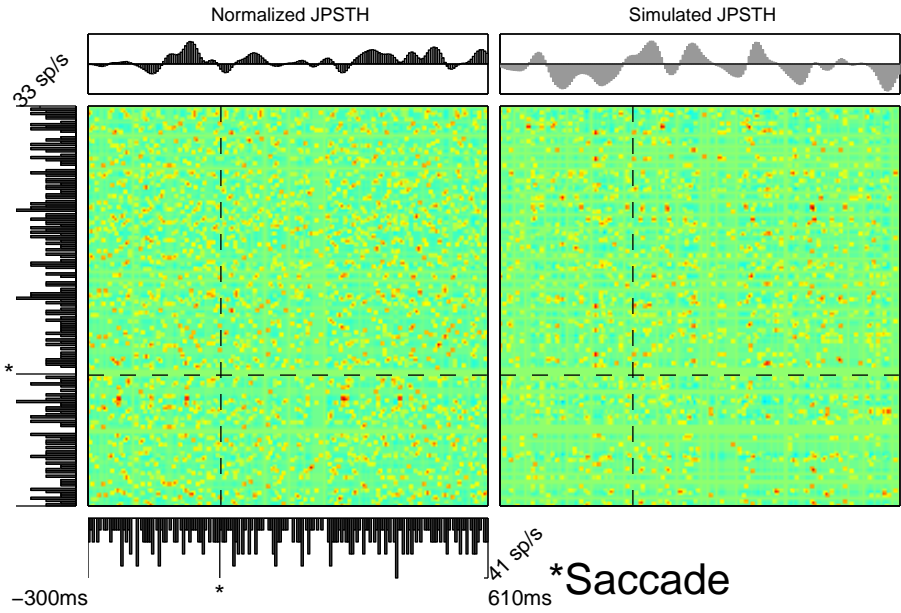 Normalized JPSTH
Simulated JPSTH
33 sp/s
*
*
41 sp/s
*Saccade
−300ms
610ms